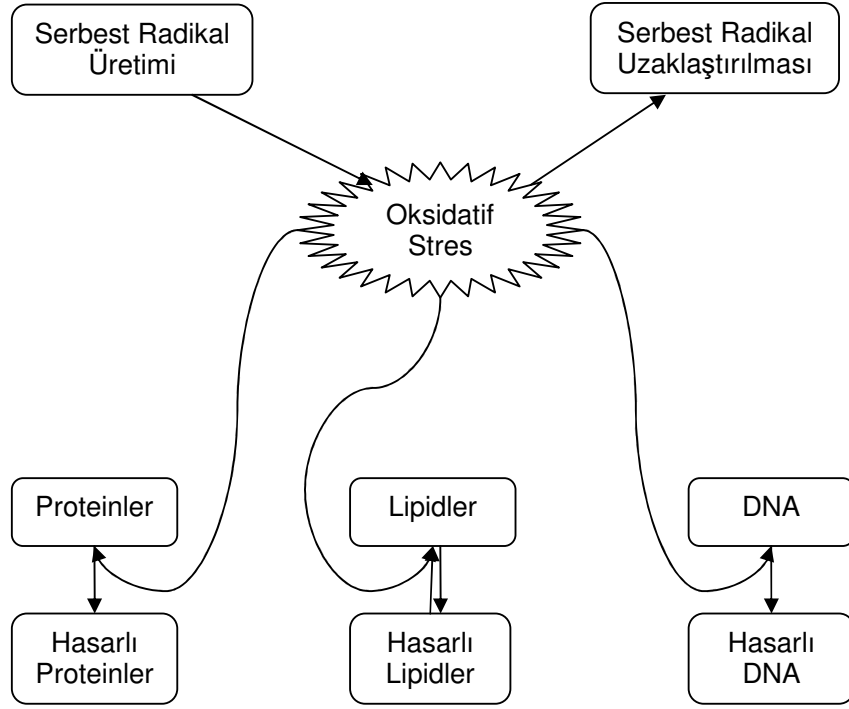 Serbest Radikal
Üretimi
Serbest Radikal
Uzaklaştırılması
Oksidatif
Stres
Proteinler
Lipidler
DNA
Hasarlı
Proteinler
Hasarlı
Lipidler
Hasarlı
DNA